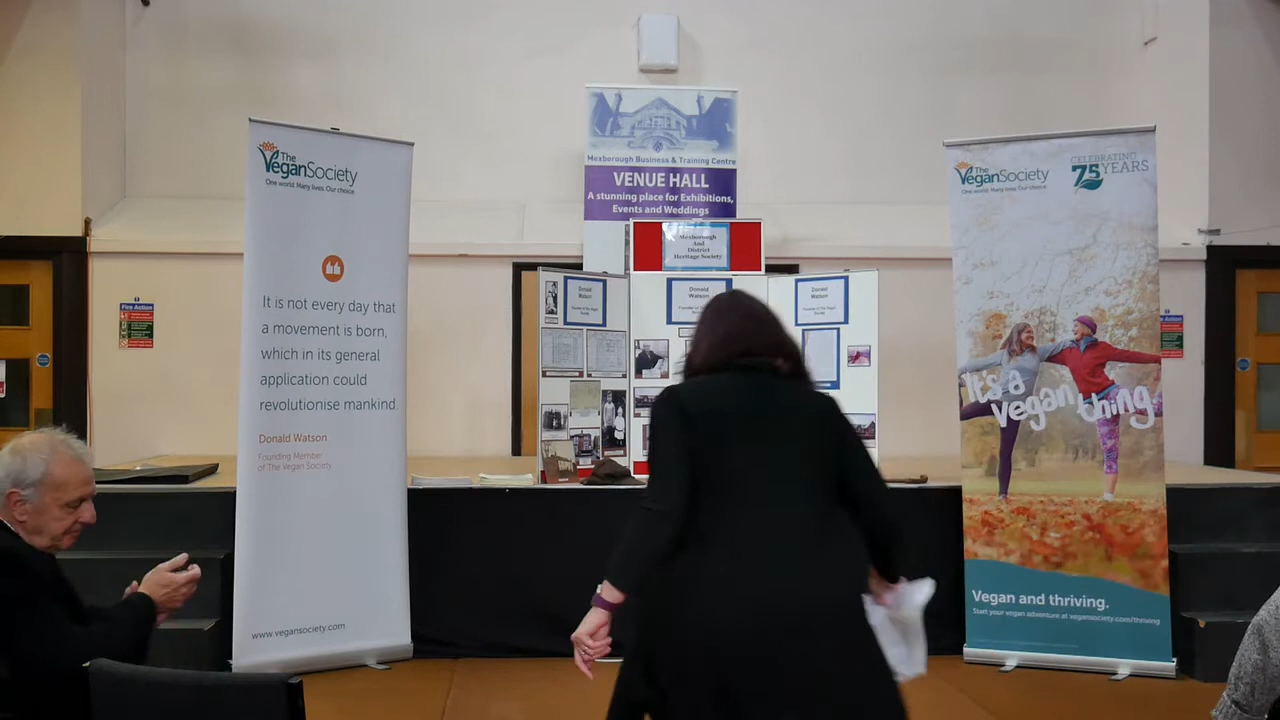 The
VeganSociety
One world. Many lives. Our choice
It is not every day that
a movement is born,
which in its general
application could
revolutionise mankind.
Donald Watson
Founding Member
of The Vegan Society
www.vegansociety.com
Fire Action
Mexborough Business & Training Centre
VENUE HALL
A stunning place for Exhibitions,
Events and Weddings
Mexborough
And
District
Heritage Society
Donald
Watson
Donald
Watson
Donald
Watson
The
VeganSociety
One world. Many lives. Our choice
CELEBRATING
75 YEARS
It's a
vegan thing.
Vegan and thriving.
Start your vegan adventure at vegansociety.com/thriving
Action